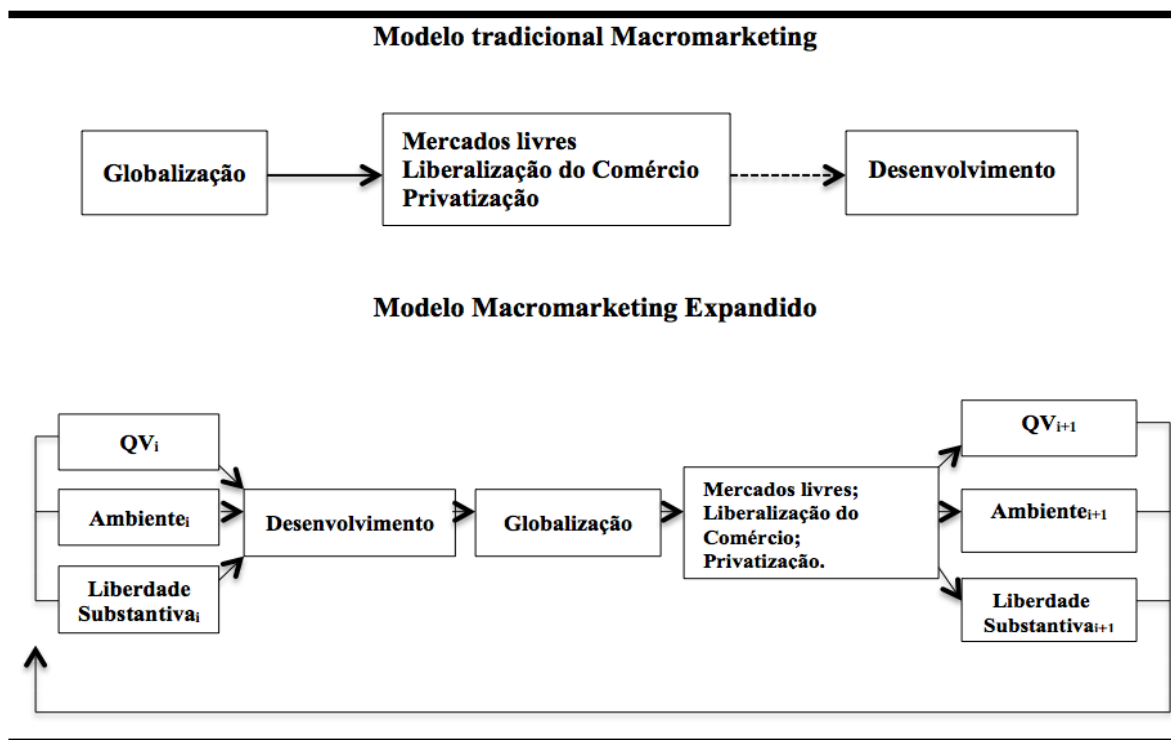 Modelo tradicional Macromarketing
Globalização
Mercados livres
Liberalização do Comércio
Privatização
Desenvolvimento
Modelo Macromarketing Expandido
QVᵢ
Ambienteᵢ
Liberdade
Substantivaᵢ
Desenvolvimento
Globalização
Mercados livres;
Liberalização do
Comércio;
Privatização.
QVᵢ₊₁
Ambienteᵢ₊₁
Liberdade
Substantivaᵢ₊₁